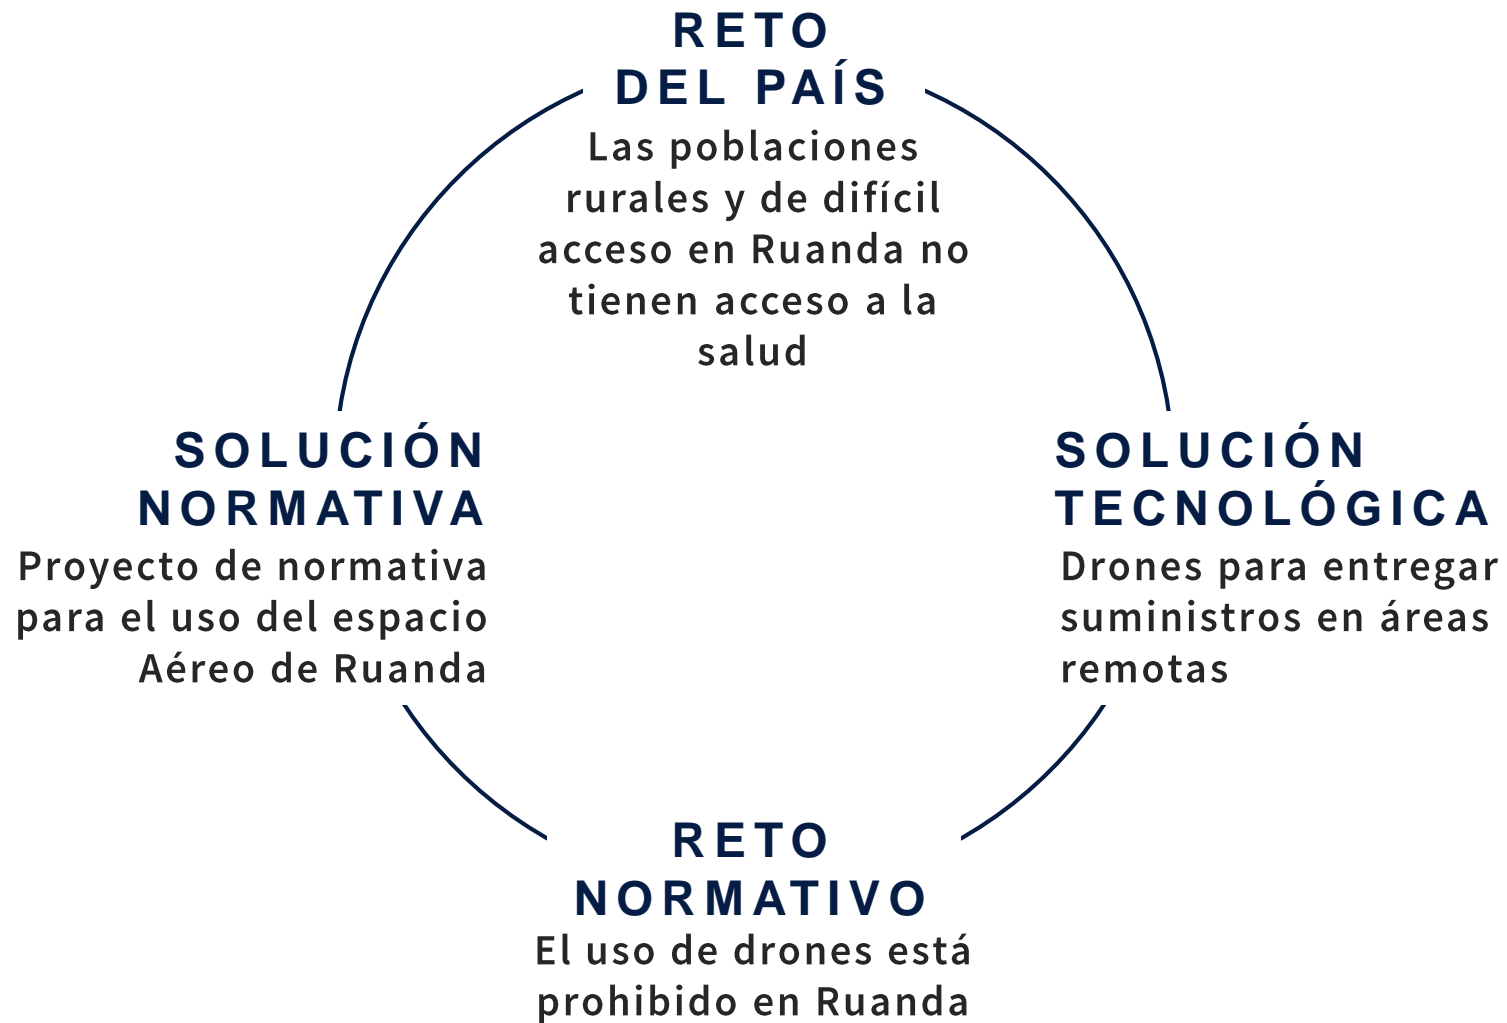 RETO
DEL PAÍS
Las poblaciones
rurales y de difícil
acceso en Ruanda no
tienen acceso a la
salud
SOLUCIÓN
NORMATIVA
Proyecto de normativa
para el uso del espacio
Aéreo de Ruanda
SOLUCIÓN
TECNOLÓGICA
Drones para entregar
suministros en áreas
remotas
RETO
NORMATIVO
El uso de drones está
prohibido en Ruanda